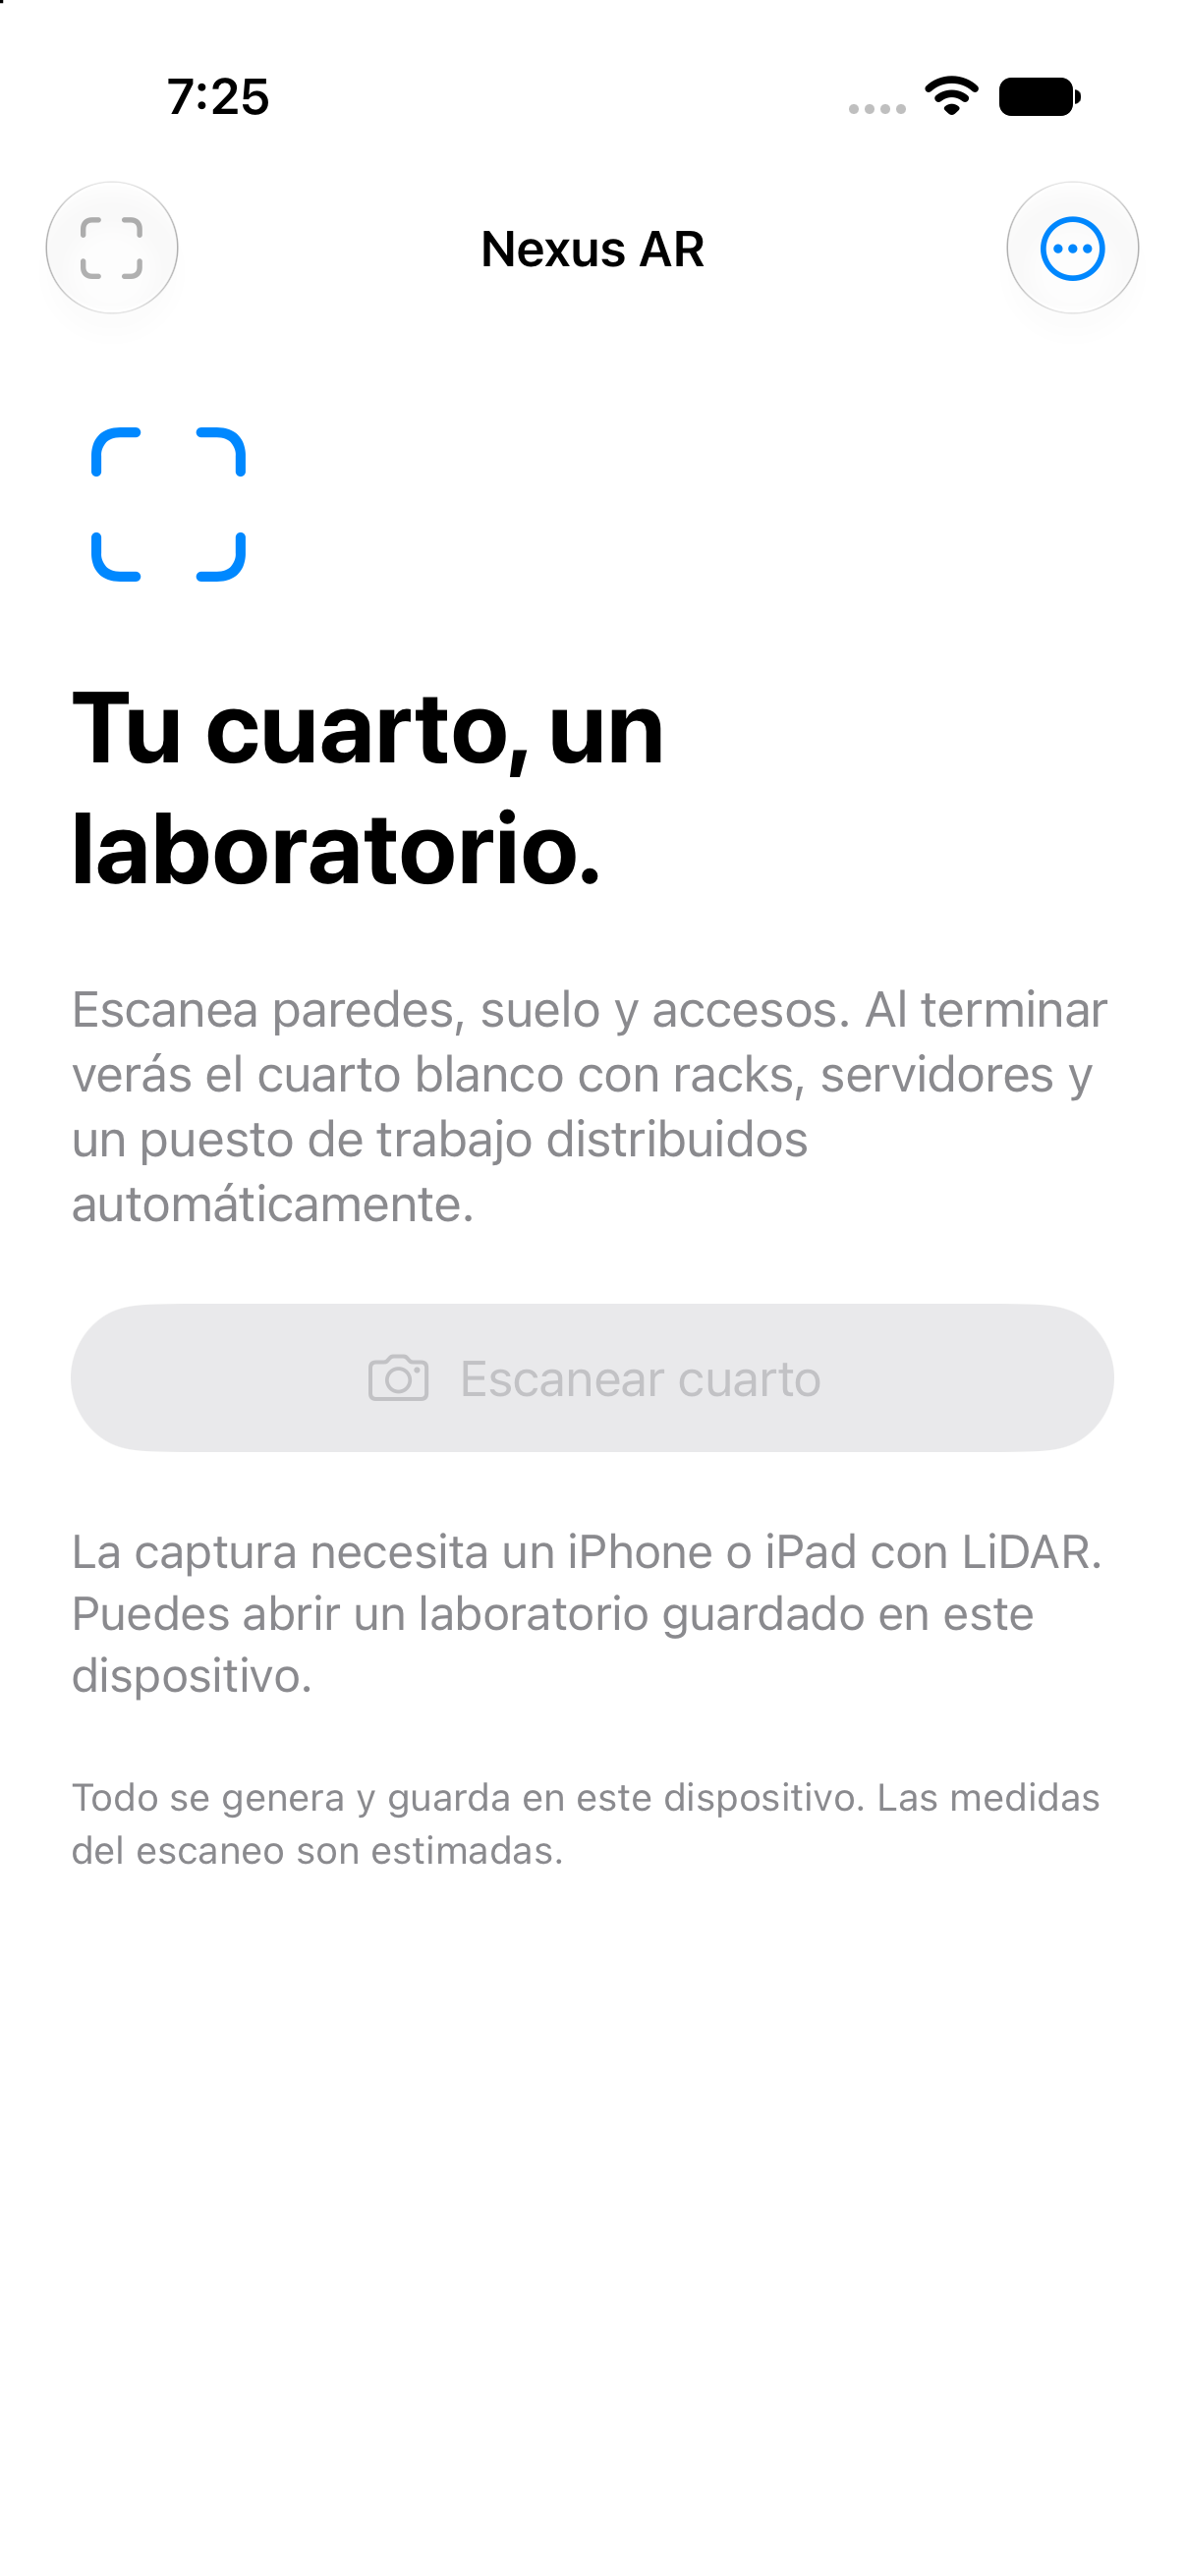 7:25
Nexus AR
Tu cuarto, un
laboratorio.
Escanea paredes, suelo y accesos. Al terminar
verás el cuarto blanco con racks, servidores y
un puesto de trabajo distribuidos
automáticamente.
Escanear cuarto
La captura necesita un iPhone o iPad con LiDAR.
Puedes abrir un laboratorio guardado en este
dispositivo.
Todo se genera y guarda en este dispositivo. Las medidas
del escaneo son estimadas.